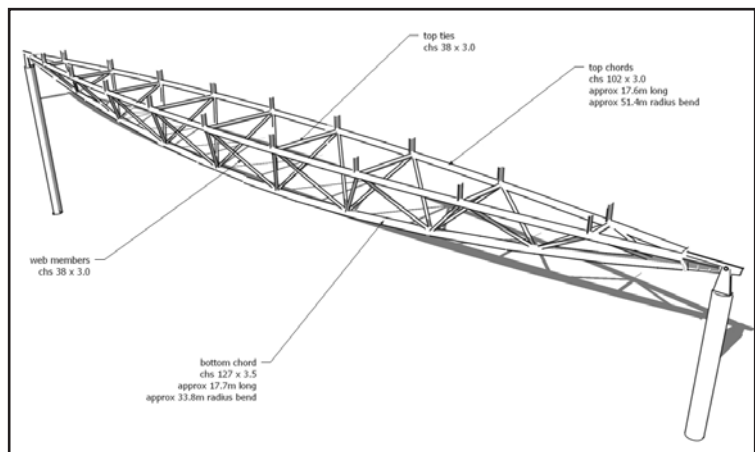 top ties
chs 38 x 3.0
top chords
chs 102 x 3.0
approx 17.6m long
approx 51.4m radius bend
web members
chs 38 x 3.0
bottom chord
chs 127 x 3.5
approx 17.7m long
approx 33.8m radius bend